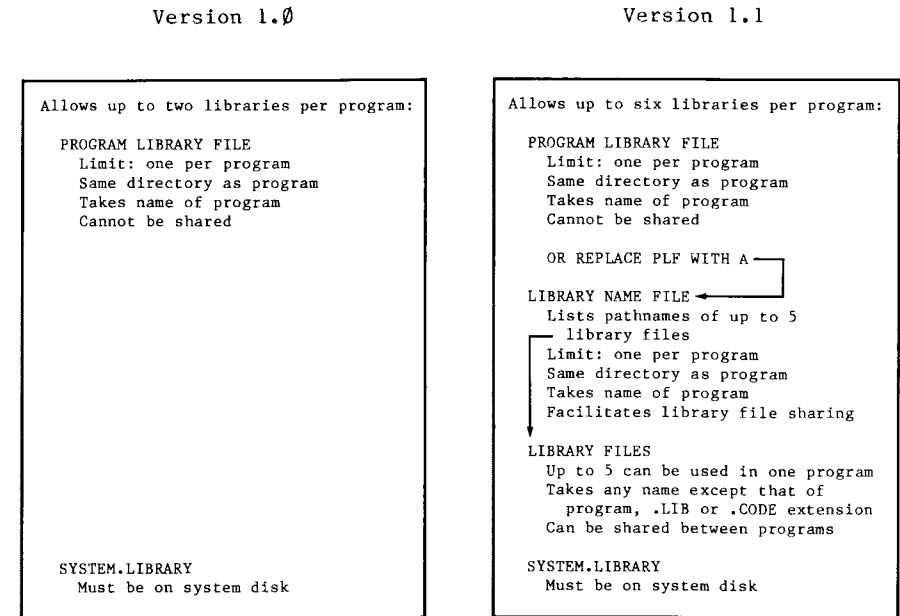 Version 1.Ø
Allows up to two libraries per program:
PROGRAM LIBRARY FILE
Limit: one per program
Same directory as program
Takes name of program
Cannot be shared
SYSTEM.LIBRARY
Must be on system disk
Version 1.1
Allows up to six libraries per program:
PROGRAM LIBRARY FILE
Limit: one per program
Same directory as program
Takes name of program
Cannot be shared
OR REPLACE PLF WITH A
LIBRARY NAME FILE
Lists pathnames of up to 5
library files
Limit: one per program
Same directory as program
Takes name of program
Facilitates library file sharing
LIBRARY FILES
Up to 5 can be used in one program
Takes any name except that of
program, .LIB or .CODE extension
Can be shared between programs
SYSTEM.LIBRARY
Must be on system disk